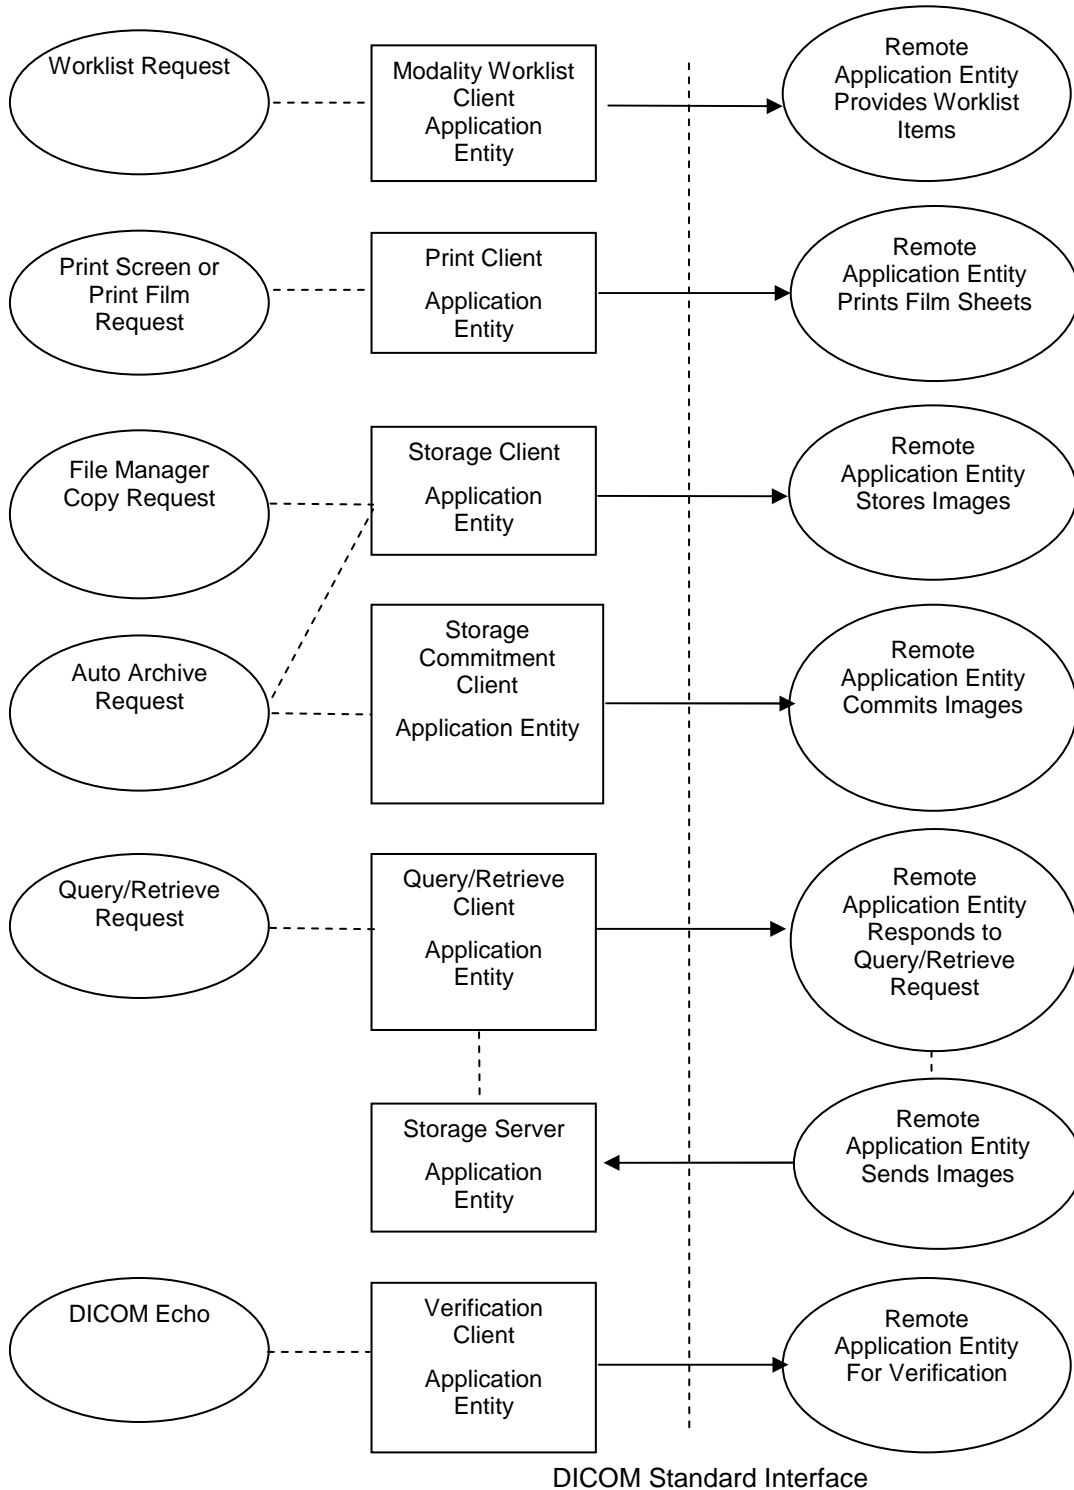 Worklist Request
Modality Worklist
Client
Application
Entity
Remote
Application Entity
Provides Worklist
Items
Print Screen or
Print Film
Request
Print Client
Application
Entity
Remote
Application Entity
Prints Film Sheets
File Manager
Copy Request
Storage Client
Application
Entity
Remote
Application Entity
Stores Images
Auto Archive
Request
Storage
Commitment
Client
Application Entity
Remote
Application Entity
Commits Images
Query/Retrieve
Request
Query/Retrieve
Client
Application
Entity
Remote
Application Entity
Responds to
Query/Retrieve
Request
Storage Server
Application
Entity
Remote
Application Entity
Sends Images
DICOM Echo
Verification
Client
Application
Entity
Remote
Application Entity
For Verification
DICOM Standard Interface